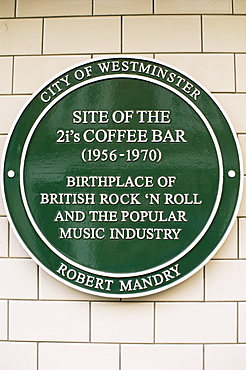 CITY OF WESTMINSTER
SITE OF THE
2i's COFFEE BAR
(1956-1970)
BIRTHPLACE OF
BRITISH ROCK 'N ROLL
AND THE POPULAR
MUSIC INDUSTRY
ROBERT MANDRY